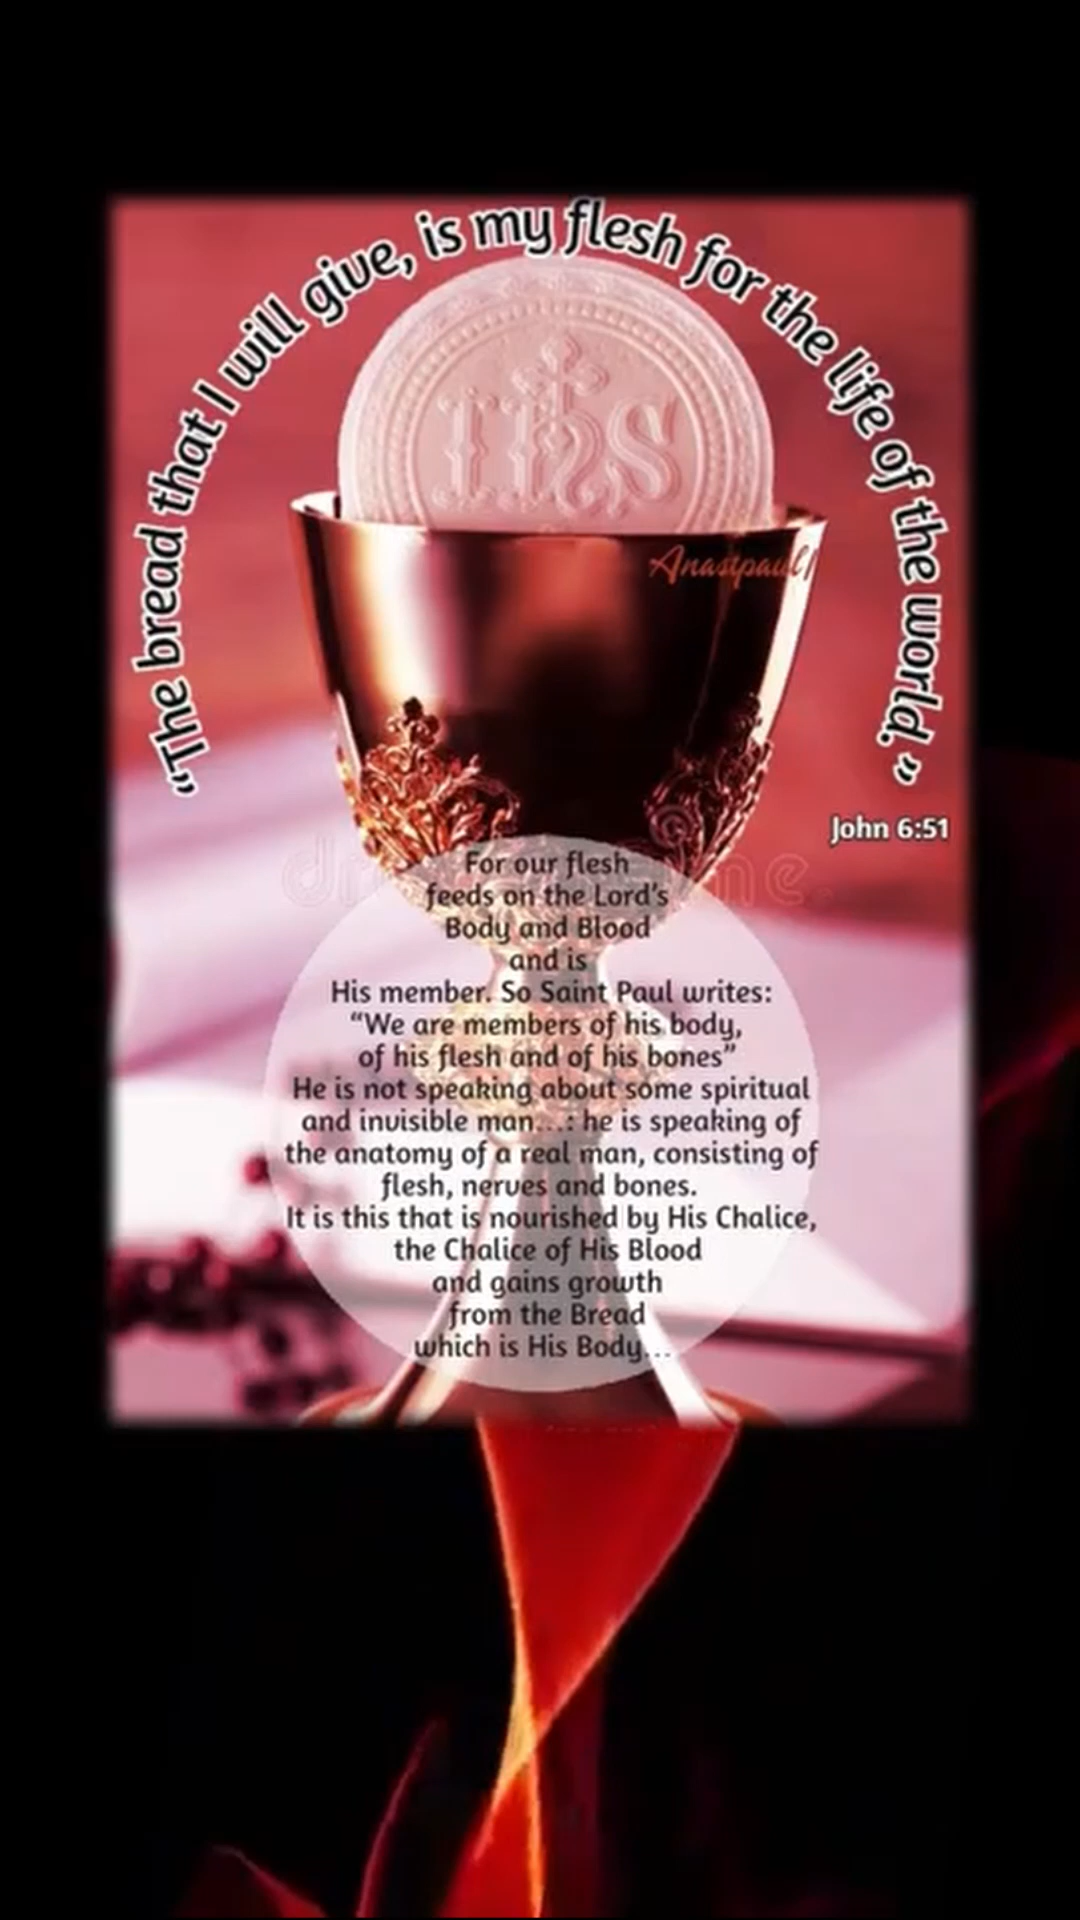 “The bread that I will give, is my flesh for the life of the world.”
IHS
Anastpaul
John 6:51
For our flesh
feeds on the Lord’s
Body and Blood
and is
His member. So Saint Paul writes:
“We are members of his body,
of his flesh and of his bones”
He is not speaking about some spiritual
and invisible man…: he is speaking of
the anatomy of a real man, consisting of
flesh, nerves and bones.
It is this that is nourished by His Chalice,
the Chalice of His Blood
and gains growth
from the Bread
which is His Body…